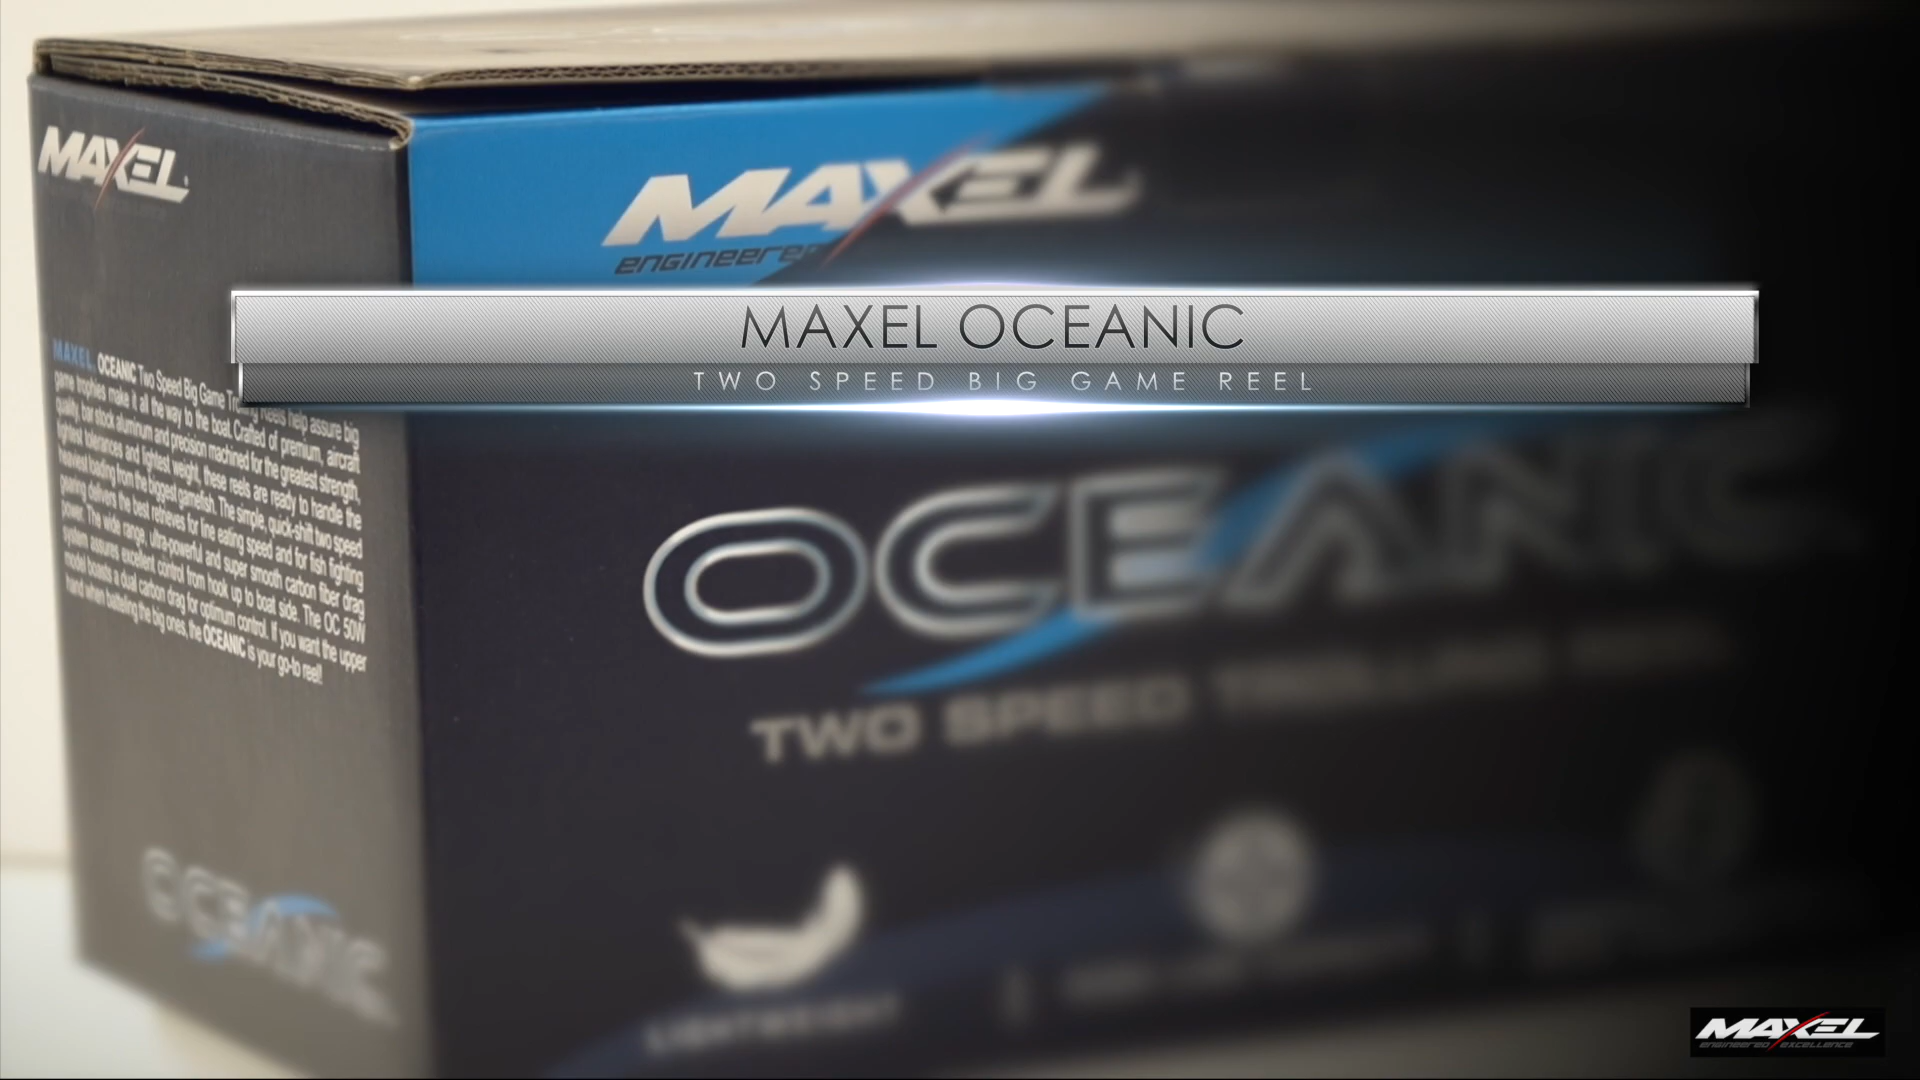 MAXEL
MAXEL
engineered
MAXEL OCEANIC
TWO SPEED BIG GAME REEL
MAXEL OCEANIC Two Speed Big Game Reels help assure big
game trophies make it all the way to the boat. Crafted of premium, aircraft
quality, bar stock aluminum and precision machined for the greatest strength,
tightest tolerances and lightest weight, these reels are ready to handle the
heaviest loading from the biggest gamefish. The simple, quick-shift two speed
gearing delivers the best retrieves for line eating speed and for fish fighting
power. The wide range, ultra-powerful and super smooth carbon fiber drag
system assures excellent control from hook up to boat side. The OC 50W
model boasts a dual carbon drag for optimum control. If you want the upper
hand when batteling the big ones, the OCEANIC is your go-to reel!
OCEANIC
TWO SPEED TROLLING REEL
OCEANIC
LIGHTWEIGHT
MAXEL
engineered excellence